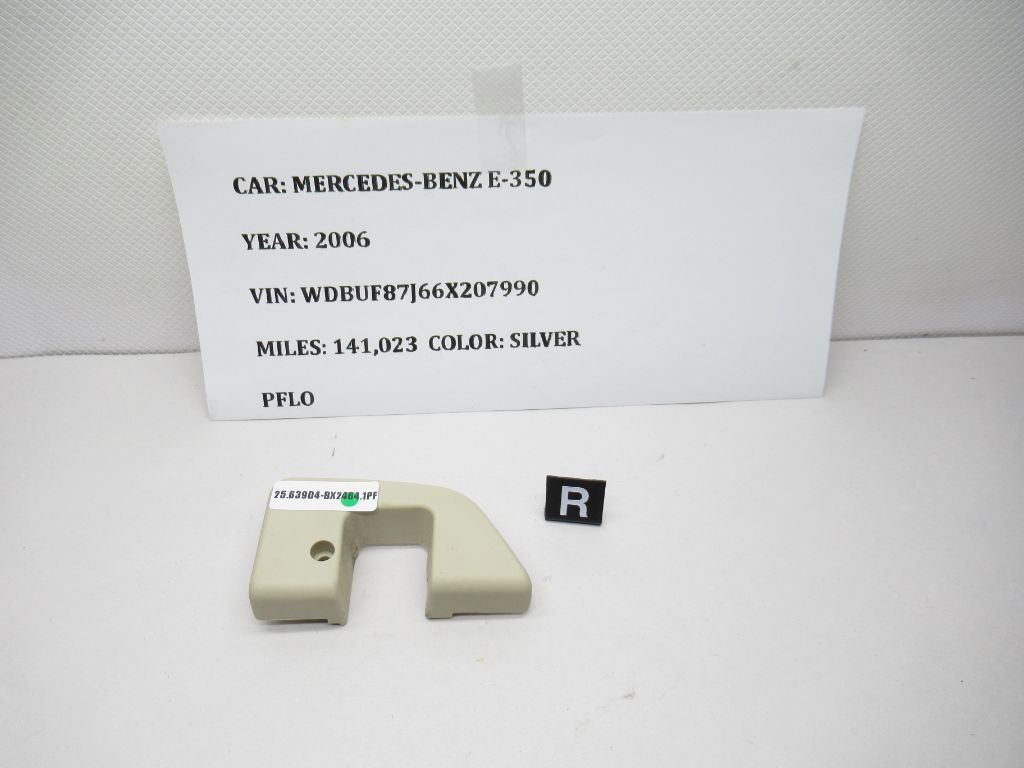 CAR: MERCEDES-BENZ E-350
YEAR: 2006
VIN: WDBUF87J66X207990
MILES: 141,023 COLOR: SILVER
PFLO
25.639D4-BX2464.1PF
R